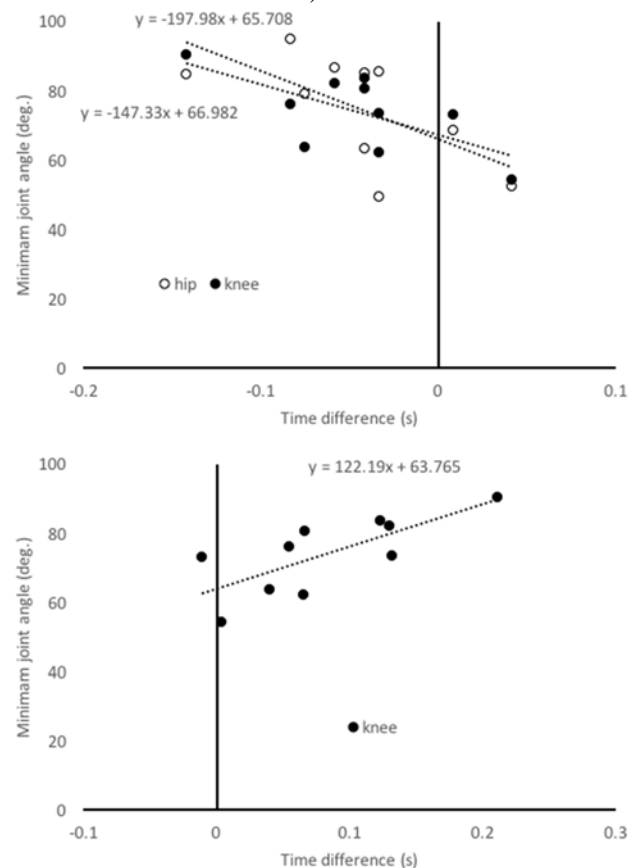 y = -197.98x + 65.708
y = -147.33x + 66.982
Minimam joint angle (deg.)
100
80
60
40
20
0
hip knee
-0.2 -0.1 0 0.1
Time difference (s)
y = 122.19x + 63.765
Minimam joint angle (deg.)
100
80
60
40
20
0
knee
-0.1 0 0.1 0.2 0.3
Time difference (s)